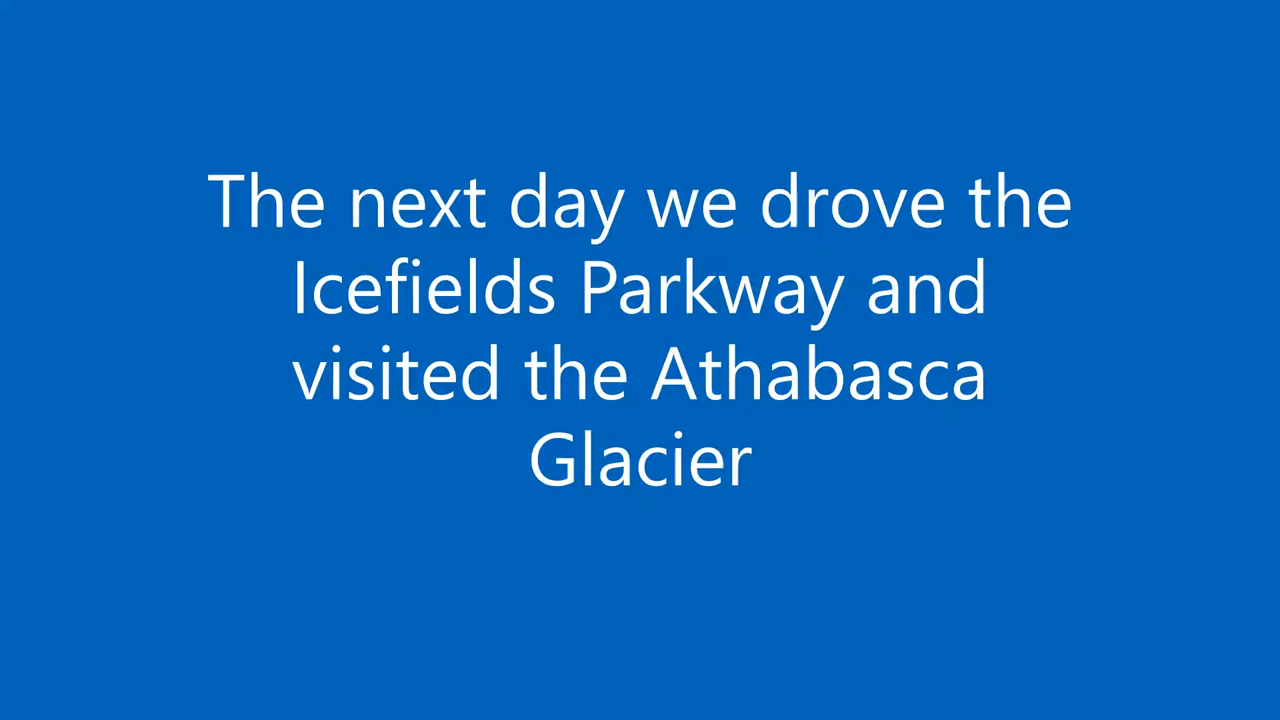 The next day we drove the
Icefields Parkway and
visited the Athabasca
Glacier